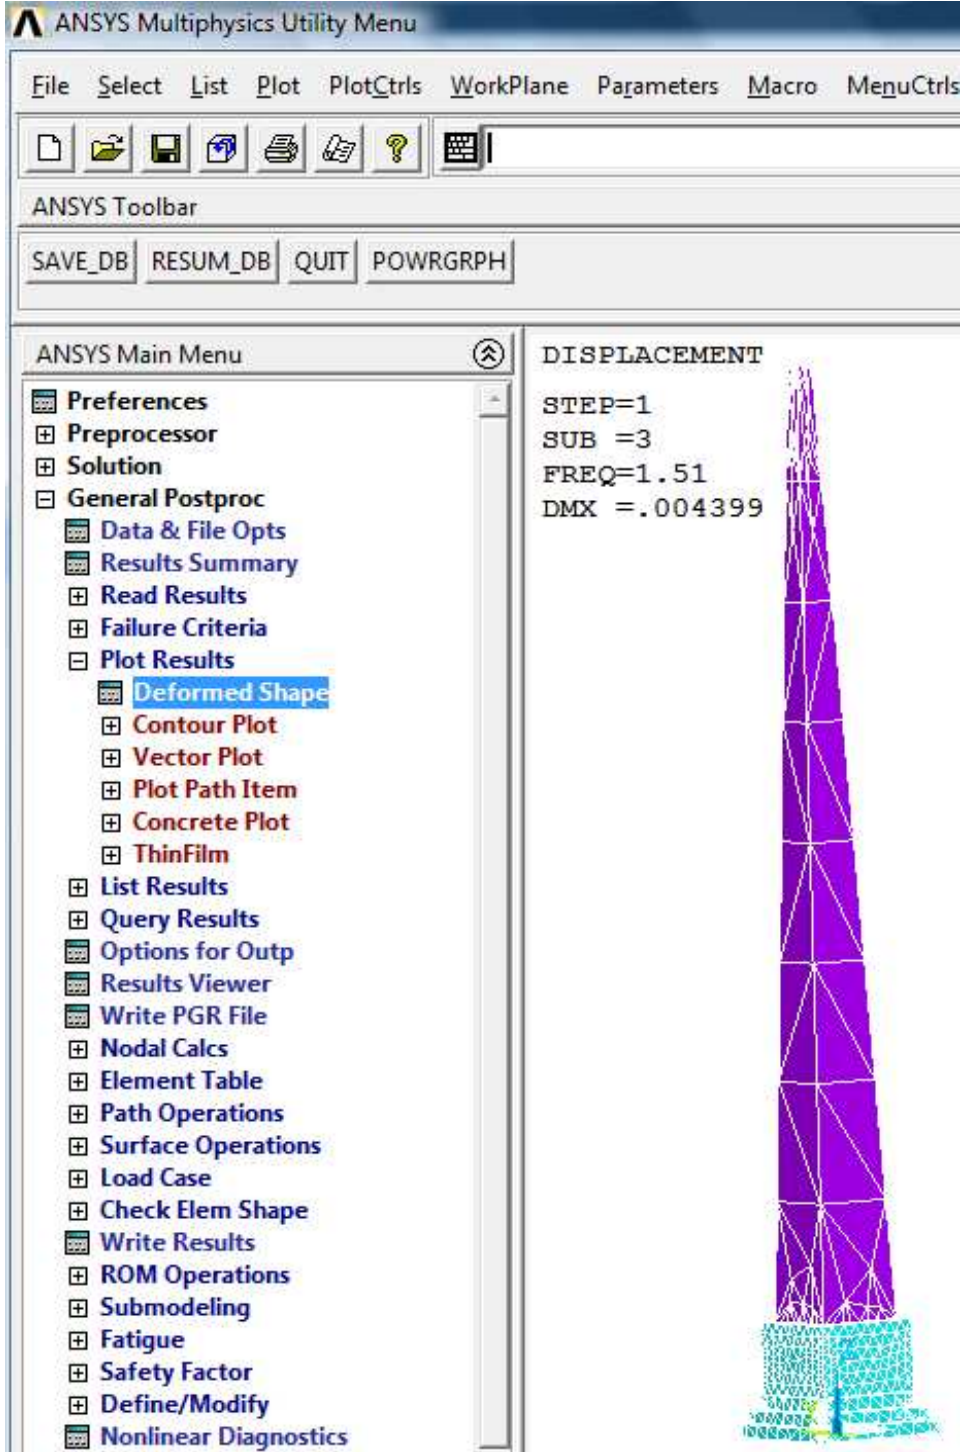 ANSYS Multiphysics Utility Menu
File Select List Plot PlotCtrls WorkPlane Parameters Macro MenuCtrls
ANSYS Toolbar
SAVE_DB RESUM_DB QUIT POWRGRPH
ANSYS Main Menu
Preferences
Preprocessor
Solution
General Postproc
Data & File Opts
Results Summary
Read Results
Failure Criteria
Plot Results
Deformed Shape
Contour Plot
Vector Plot
Plot Path Item
Concrete Plot
ThinFilm
List Results
Query Results
Options for Outp
Results Viewer
Write PGR File
Nodal Calcs
Element Table
Path Operations
Surface Operations
Load Case
Check Elem Shape
Write Results
ROM Operations
Submodeling
Fatigue
Safety Factor
Define/Modify
Nonlinear Diagnostics
DISPLACEMENT
STEP=1
SUB =3
FREQ=1.51
DMX =.004399